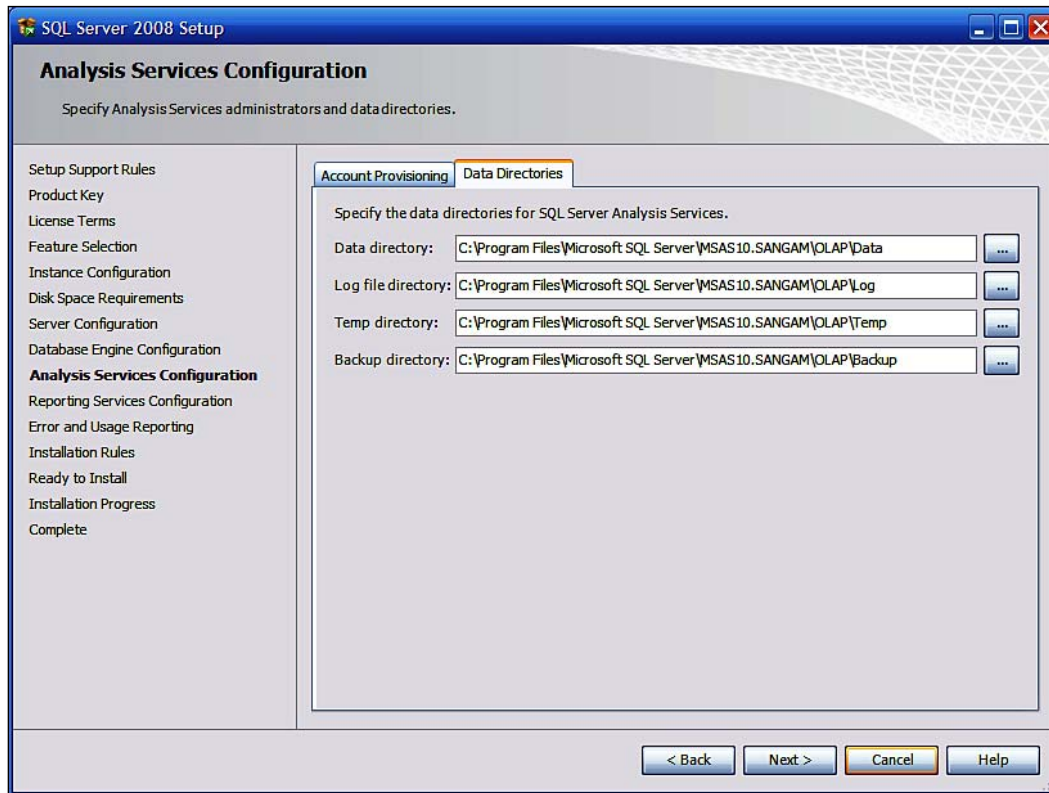 SQL Server 2008 Setup
Analysis Services Configuration
Specify Analysis Services administrators and data directories.
Setup Support Rules
Product Key
License Terms
Feature Selection
Instance Configuration
Disk Space Requirements
Server Configuration
Database Engine Configuration
Analysis Services Configuration
Reporting Services Configuration
Error and Usage Reporting
Installation Rules
Ready to Install
Installation Progress
Complete
Account Provisioning Data Directories
Specify the data directories for SQL Server Analysis Services.
Data directory: C:\Program Files\Microsoft SQL Server\MSAS10.SANGAM\OLAP\Data ...
Log file directory: C:\Program Files\Microsoft SQL Server\MSAS10.SANGAM\OLAP\Log ...
Temp directory: C:\Program Files\Microsoft SQL Server\MSAS10.SANGAM\OLAP\Temp ...
Backup directory: C:\Program Files\Microsoft SQL Server\MSAS10.SANGAM\OLAP\Backup ...
< Back Next > Cancel Help